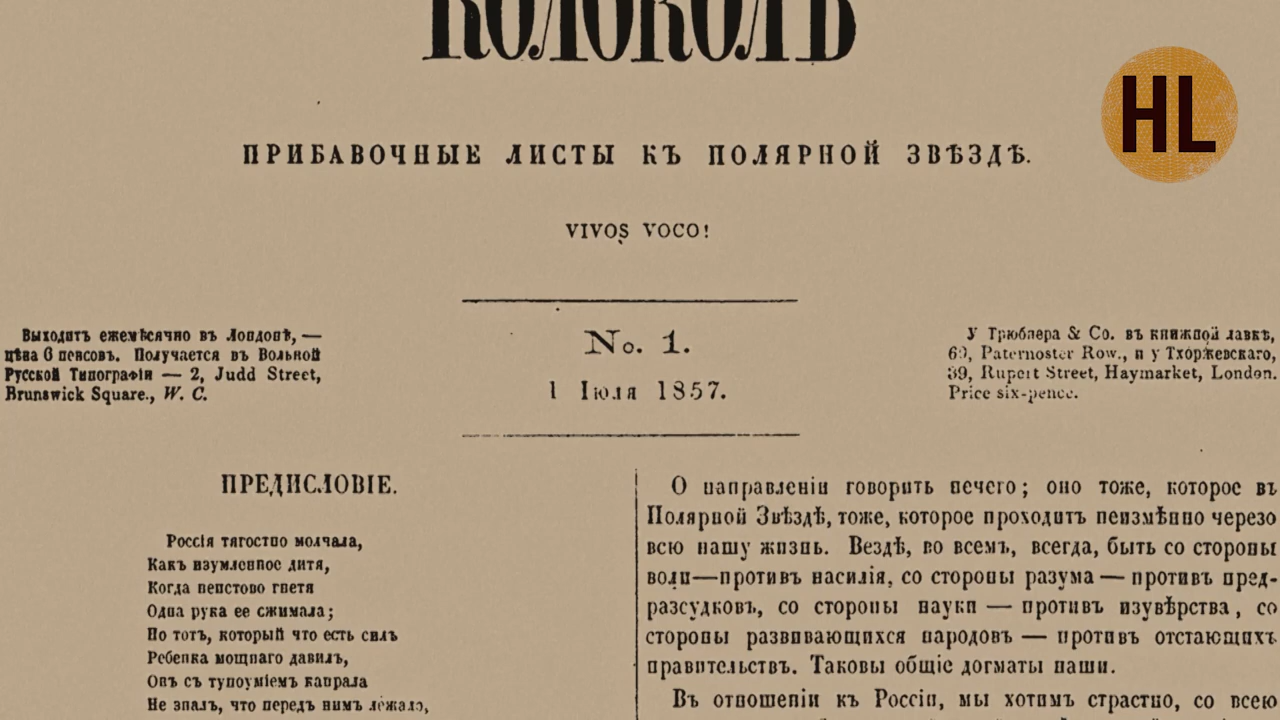 КОЛОКОЛЪ
HL
ПРИБАВОЧНЫЕ ЛИСТЫ КЪ ПОЛЯРНОЙ ЗВѢЗДѢ.
VIVOS VOCO!
Выходитъ ежемѣсячно въ Лондонѣ, —
цѣна 6 пенсовъ. Получается въ Вольной
Русской Типографіи — 2, Judd Street,
Brunswick Square., W. C.
No. 1.
1 Іюля 1857.
У Трюблера & Co. въ книжной лавкѣ,
60, Paternoster Row., и у Тхоржевскаго,
39, Rupert Street, Haymarket, London.
Price six-pence.
ПРЕДИСЛОВІЕ.
Россія тягостно молчала,
Какъ изумленное дитя,
Когда неистово гнетя
Одна рука ее сжимала;
Но тотъ, который что есть силъ
Ребенка мощнаго давилъ,
Онъ съ тупоуміемъ капрала
Не зналъ, что передъ нимъ лежало,
О направленіи говорить нечего; оно тоже, которое въ
Полярной Звѣздѣ, тоже, которое проходитъ неизмѣнно черезо
всю нашу жизнь. Вездѣ, во всемъ, всегда, быть со стороны
воли—противъ насилія, со стороны разума — противъ пред-
разсудковъ, со стороны науки — противъ изувѣрства, со
стороны развивающихся народовъ — противъ отстающихъ
правительствъ. Таковы общіе догматы наши.
Въ отношеніи къ Россіи, мы хотимъ страстно, со всею